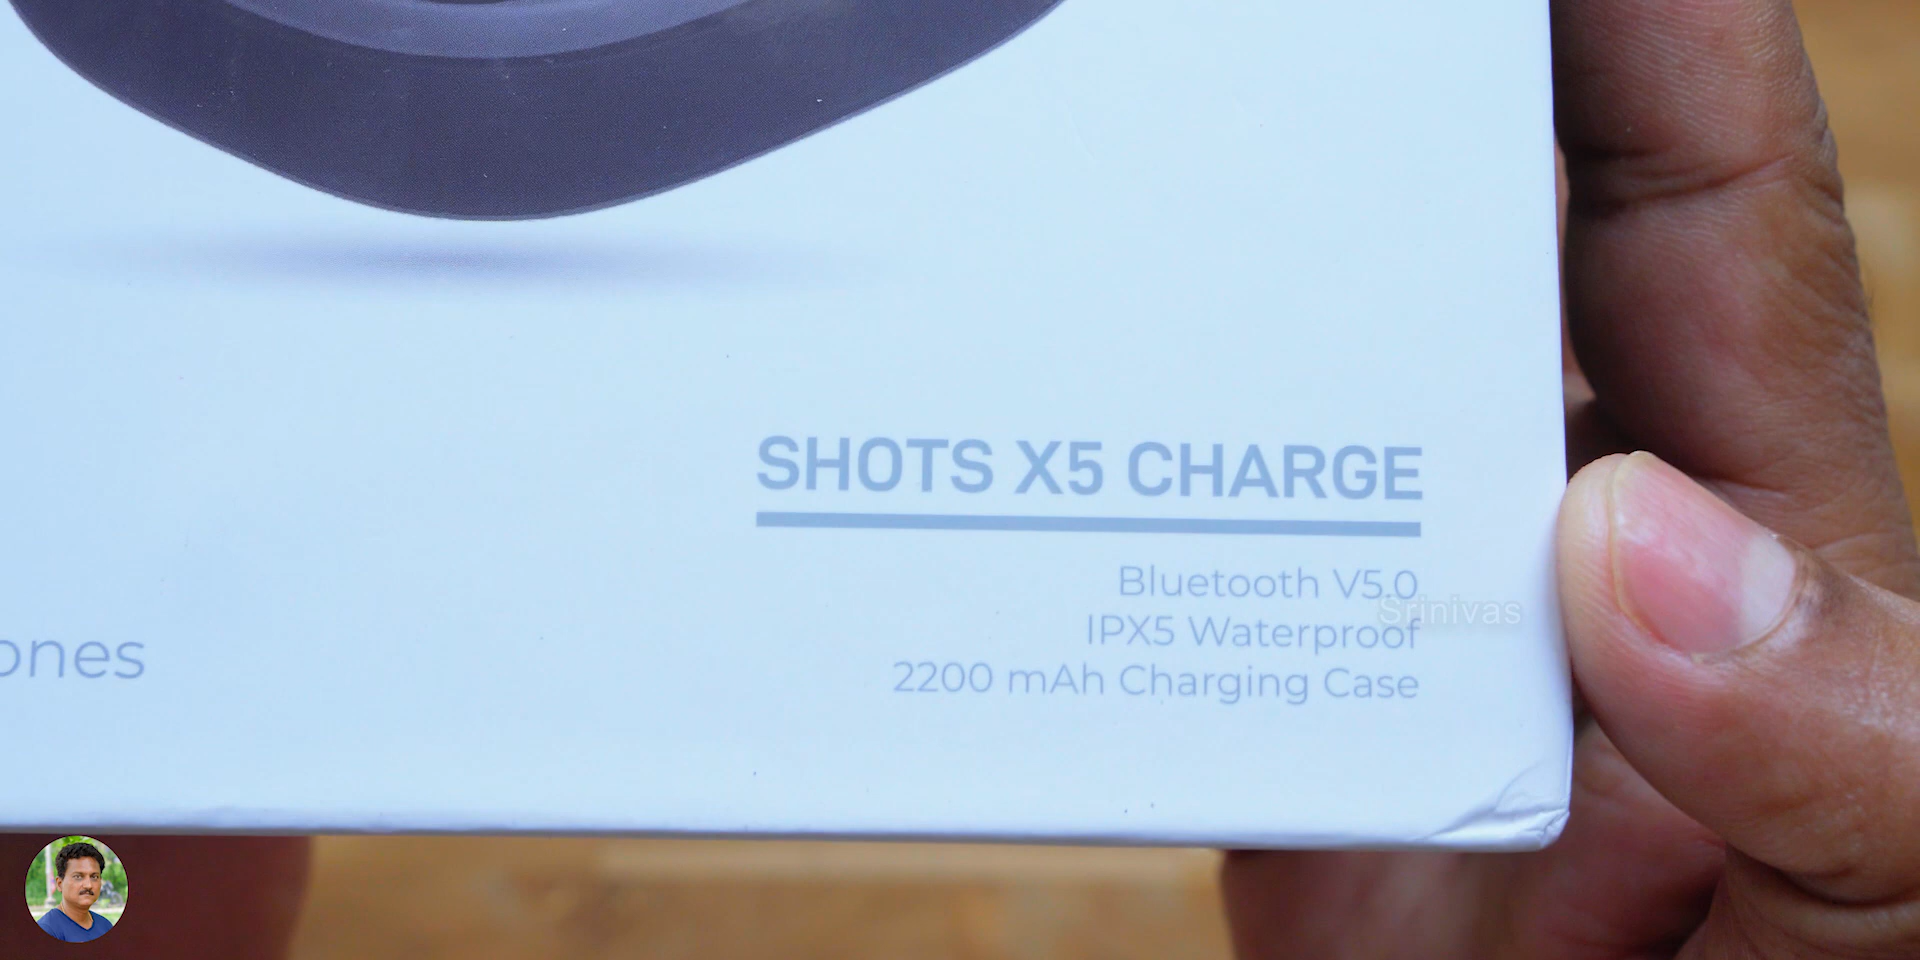 SHOTS X5 CHARGE
Bluetooth V5.0
Srinivas
IPX5 Waterproof
2200 mAh Charging Case
ones